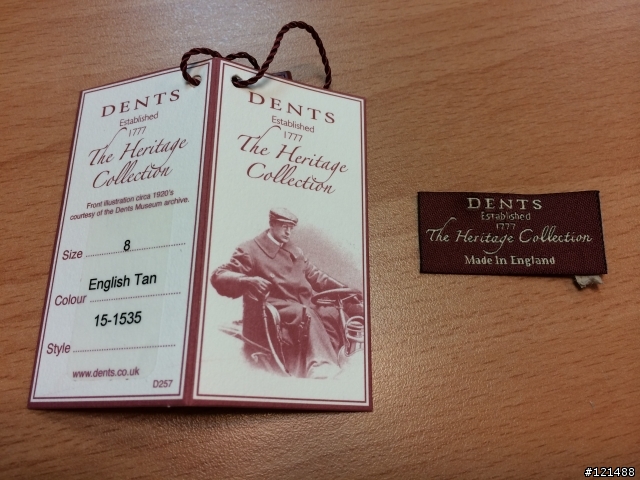 DENTS
Established
1777
The Heritage
Collection
Front illustration circa 1920's
courtesy of the Dents Museum archive.
Size 8
English Tan
Colour
15-1535
Style
www.dents.co.uk
D257
DENTS
Established
1777
The Heritage
Collection
DENTS
Established
1777
The Heritage Collection
Made in England
#121488